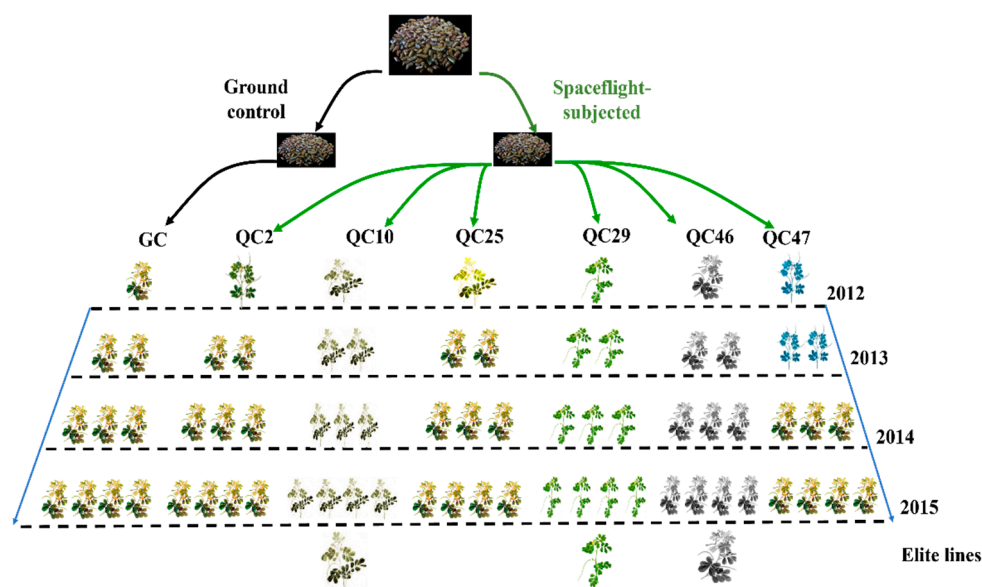 Ground
control
Spaceflight-
subjected
GC
QC2
QC10
QC25
QC29
QC46
QC47
2012
2013
2014
2015
Elite lines